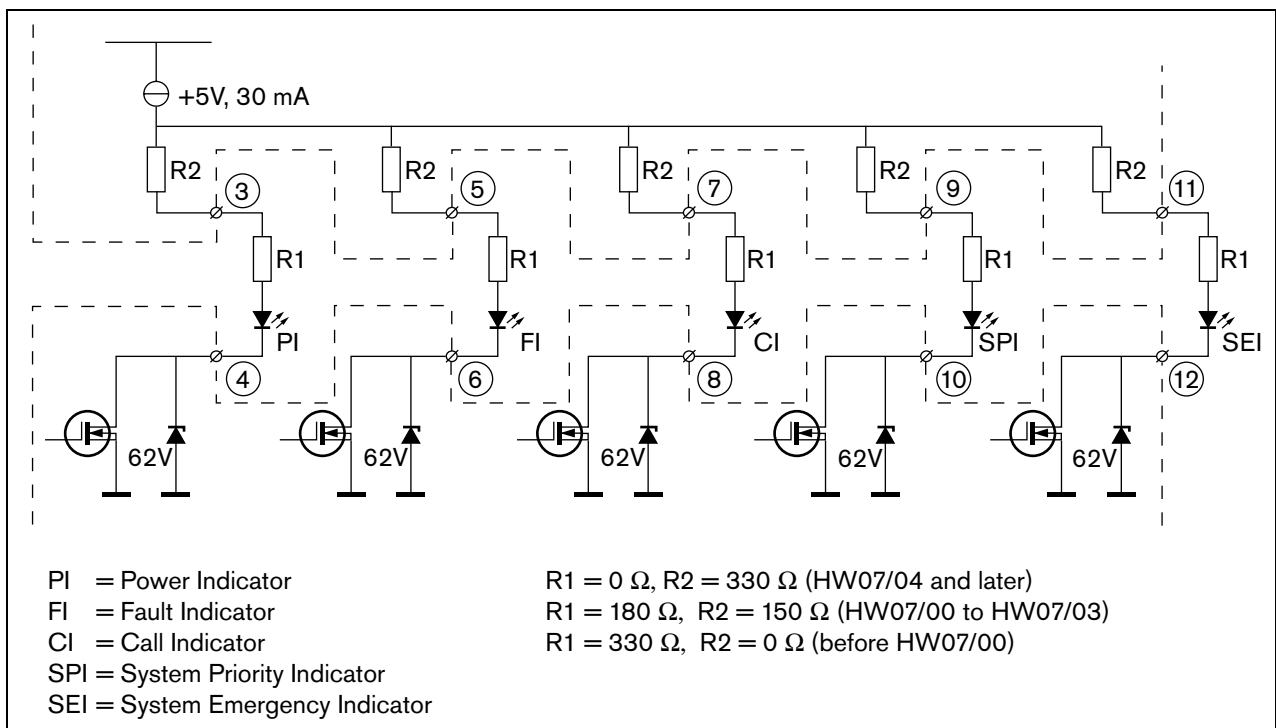 +5V, 30 mA
R2 R2 R2 R2 R2
3 5 7 9 11
R1 R1 R1 R1 R1
PI FI CI SPI SEI
4 6 8 10 12
62V 62V 62V 62V 62V
PI = Power Indicator
FI = Fault Indicator
CI = Call Indicator
SPI = System Priority Indicator
SEI = System Emergency Indicator
R1 = 0 Ω, R2 = 330 Ω (HW07/04 and later)
R1 = 180 Ω, R2 = 150 Ω (HW07/00 to HW07/03)
R1 = 330 Ω, R2 = 0 Ω (before HW07/00)